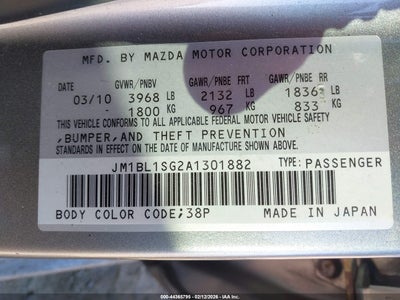 MFD. BY MAZDA MOTOR CORPORATION
DATE GVWR/PNBV GAWR/PNBE FRT GAWR/PNBE RR
03/10 3968 LB 2132 LB 1836 LB
1800 KG 967 KG 833 KG
THIS VEHICLE CONFORMS TO ALL APPLICABLE FEDERAL MOTOR VEHICLE SAFETY,
,BUMPER,AND THEFT PREVENTION
STANDARDS IN EFFECT ON THE DATE OF MANUFACTURE SHOWN ABOVE.
JM1BL1SG2A1301882 TYPE:PASSENGER
BODY COLOR CODE;38P MADE IN JAPAN
000-44365795 - 02/12/2026 - www.iaai.com